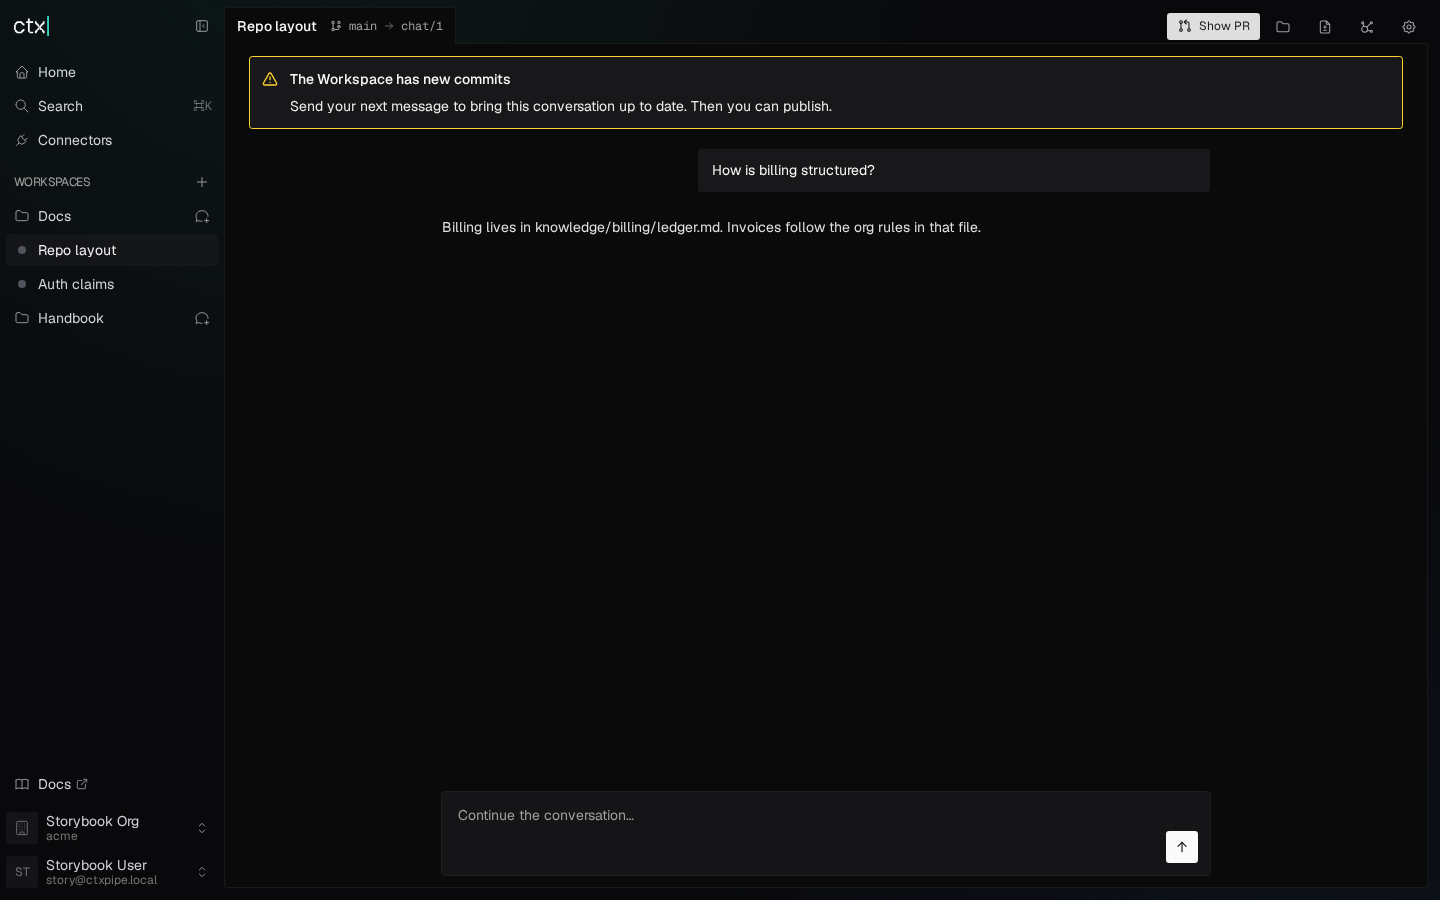 ctx
Home
Search ⌘K
Connectors
WORKSPACES
Docs
Repo layout
Auth claims
Handbook
Docs
Storybook Org
acme
ST
Storybook User
story@ctxpipe.local
Repo layout main → chat/1
Show PR
The Workspace has new commits
Send your next message to bring this conversation up to date. Then you can publish.
How is billing structured?
Billing lives in knowledge/billing/ledger.md. Invoices follow the org rules in that file.
Continue the conversation...